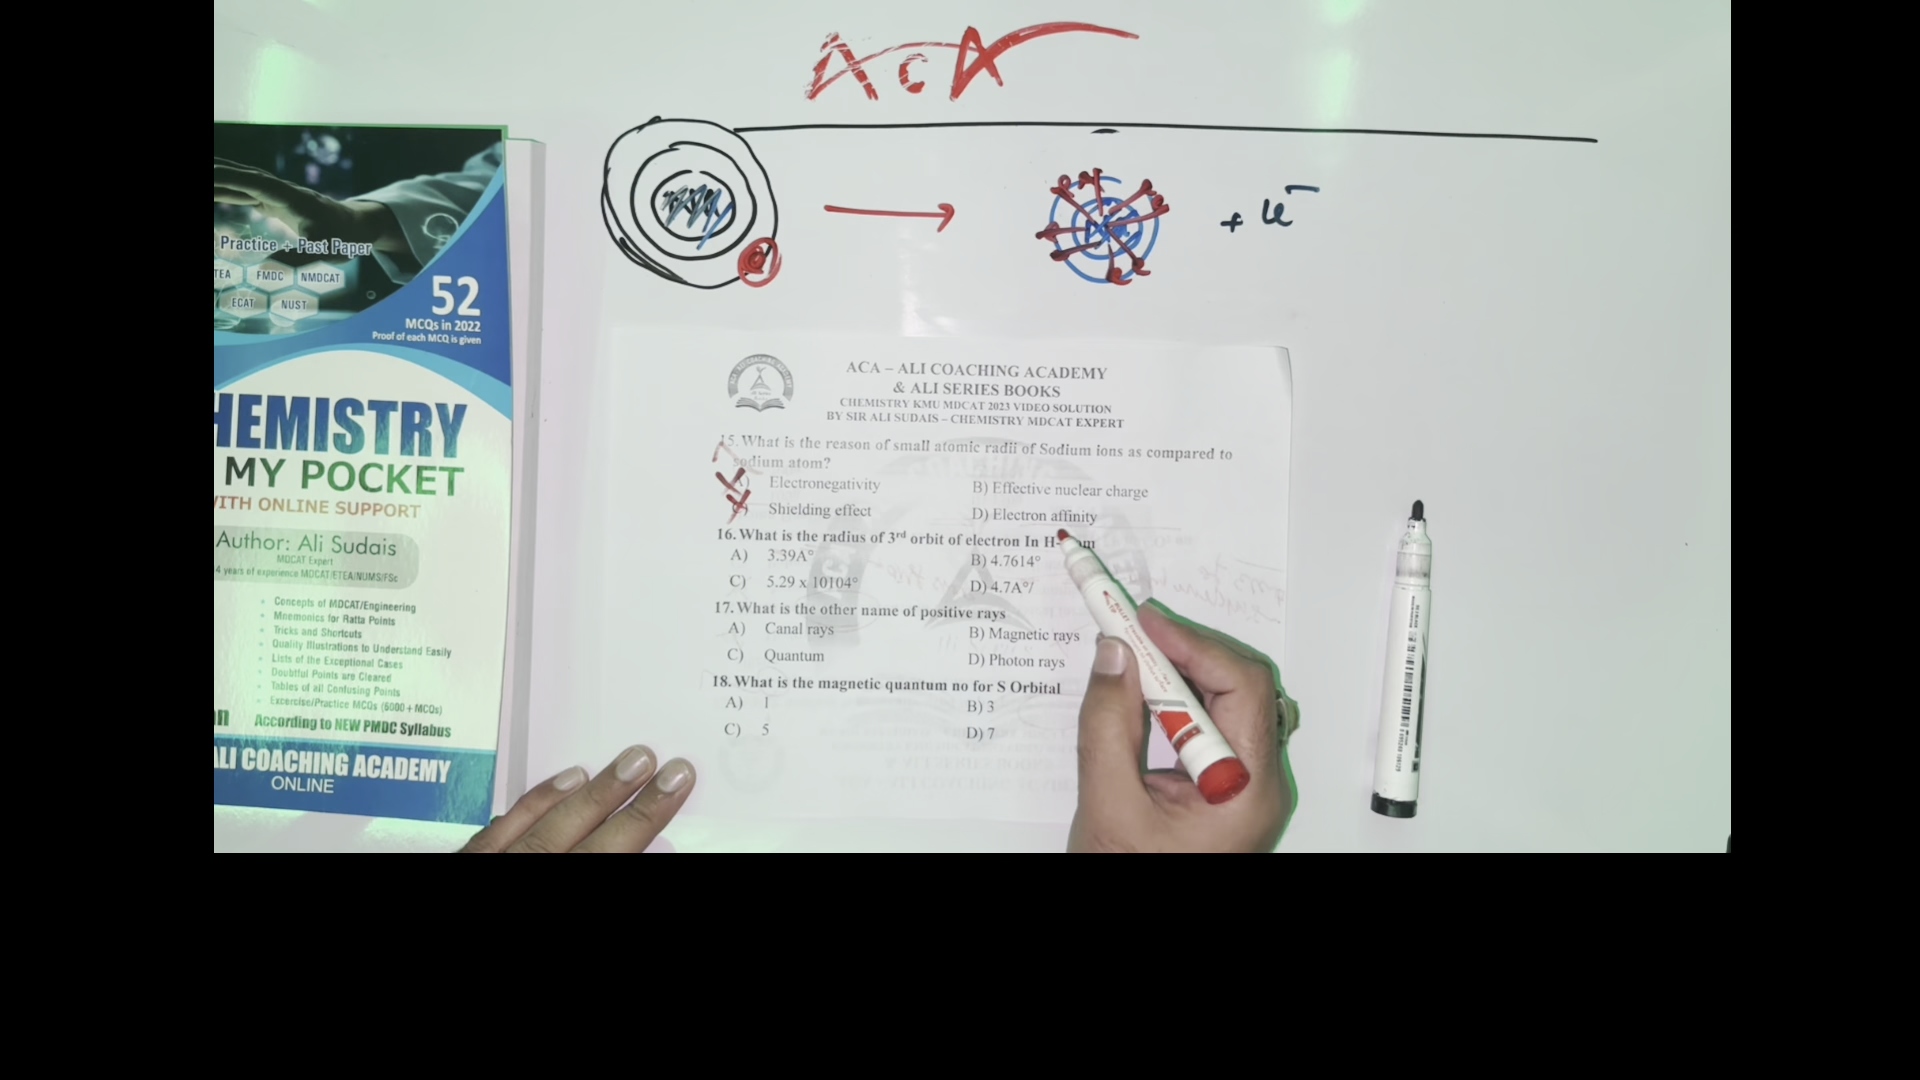 ACA
+ 1e⁻
Practice + Past Paper
FMDC NMDCAT
ECAT NUST
52
MCQs in 2022
Proof of each MCQ is given
HEMISTRY
MY POCKET
WITH ONLINE SUPPORT
Author: Ali Sudais
MDCAT Expert
4 years of experience MDCAT/ETEA/NUMS/FSc
Concepts of MDCAT/Engineering
Mnemonics for Ratta Points
Tricks and Shortcuts
Quality Illustrations to Understand Easily
Lists of the Exceptional Cases
Doubtful Points are Cleared
Tables of all Confusing Points
Excercise/Practice MCQs (6000 + MCQs)
According to NEW PMDC Syllabus
ALI COACHING ACADEMY
ONLINE
ACA – ALI COACHING ACADEMY
& ALI SERIES BOOKS
CHEMISTRY KMU MDCAT 2023 VIDEO SOLUTION
BY SIR ALI SUDAIS – CHEMISTRY MDCAT EXPERT
15. What is the reason of small atomic radii of Sodium ions as compared to
sodium atom?
A) Electronegativity B) Effective nuclear charge
C) Shielding effect D) Electron affinity
16. What is the radius of 3rd orbit of electron In H-
A) 3.39A° B) 4.7614°
C) 5.29 x 10104° D) 4.7A°/
17. What is the other name of positive rays
A) Canal rays B) Magnetic rays
C) Quantum D) Photon rays
18. What is the magnetic quantum no for S Orbital
A) 1 B) 3
C) 5 D) 7